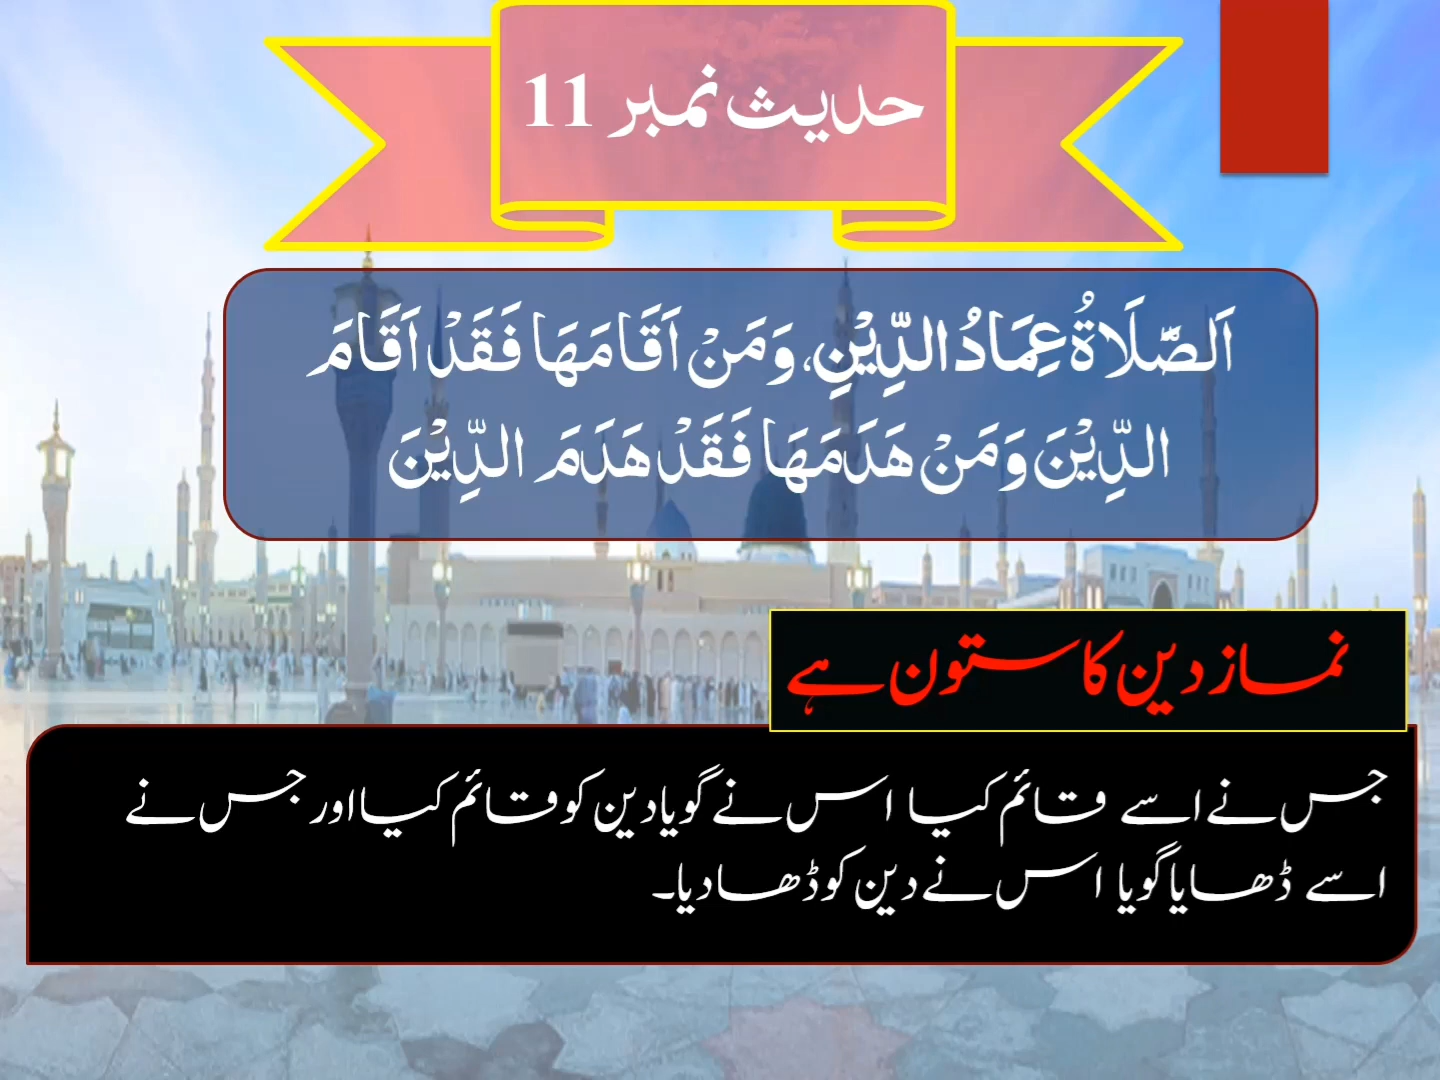 حدیث نمبر 11
اَلصَّلَاۃُ عِمَادُ الدِّیْنِ، وَمَنْ اَقَامَھَا فَقَدْ اَقَامَ
الدِّیْنَ وَمَنْ ھَدَمَھَا فَقَدْ ھَدَمَ الدِّیْنَ
نماز دین کا ستون ہے
جس نے اسے قائم کیا اس نے گویا دین کو قائم کیا اور جس نے
اسے ڈھایا گویا اس نے دین کو ڈھا دیا۔